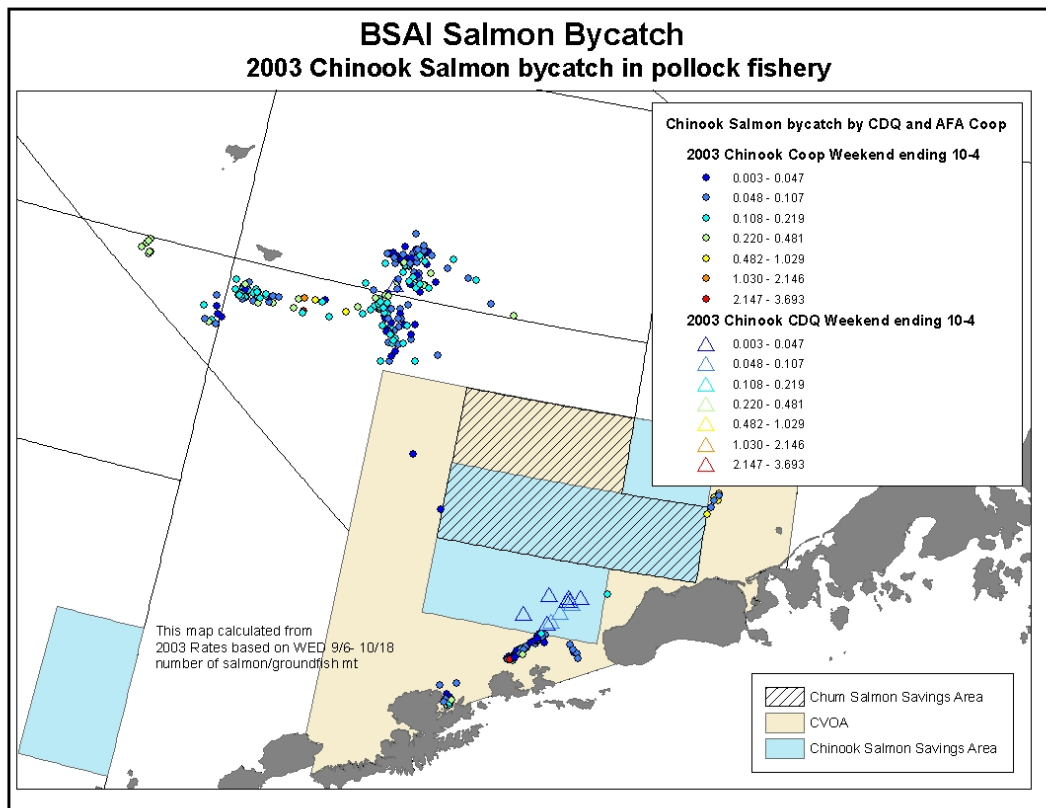 BSAI Salmon Bycatch
2003 Chinook Salmon bycatch in pollock fishery
Chinook Salmon bycatch by CDQ and AFA Coop
2003 Chinook Coop Weekend ending 10-4
0.003 - 0.047
0.048 - 0.107
0.108 - 0.219
0.220 - 0.481
0.482 - 1.029
1.030 - 2.146
2.147 - 3.693
2003 Chinook CDQ Weekend ending 10-4
0.003 - 0.047
0.048 - 0.107
0.108 - 0.219
0.220 - 0.481
0.482 - 1.029
1.030 - 2.146
2.147 - 3.693
This map calculated from
2003 Rates based on WED 9/6- 10/18
number of salmon/groundfish mt
Chum Salmon Savings Area
CVOA
Chinook Salmon Savings Area